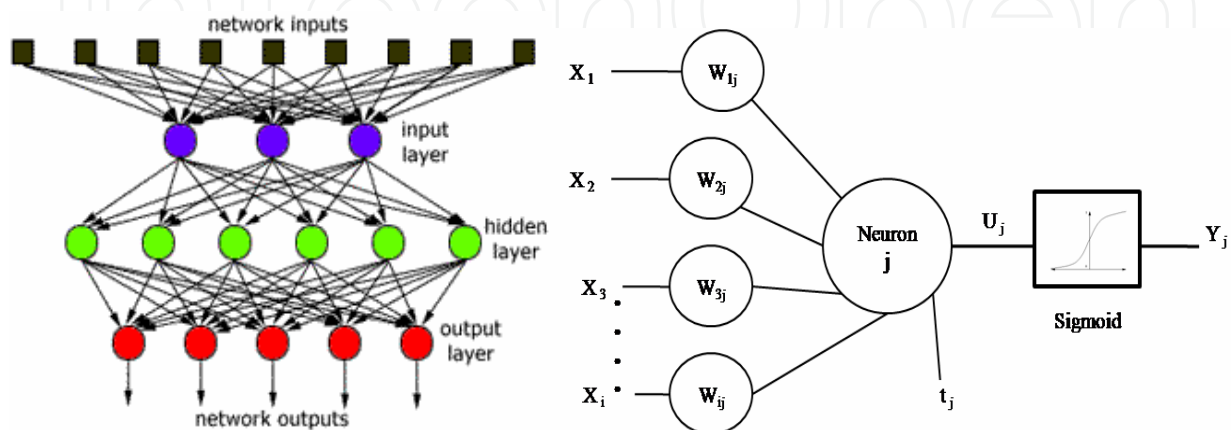 network inputs
input
layer
hidden
layer
output
layer
network outputs
X1
W1j
X2
W2j
X3
W3j
Xi
Wij
Neuron
j
tj
Uj
Sigmoid
Yj